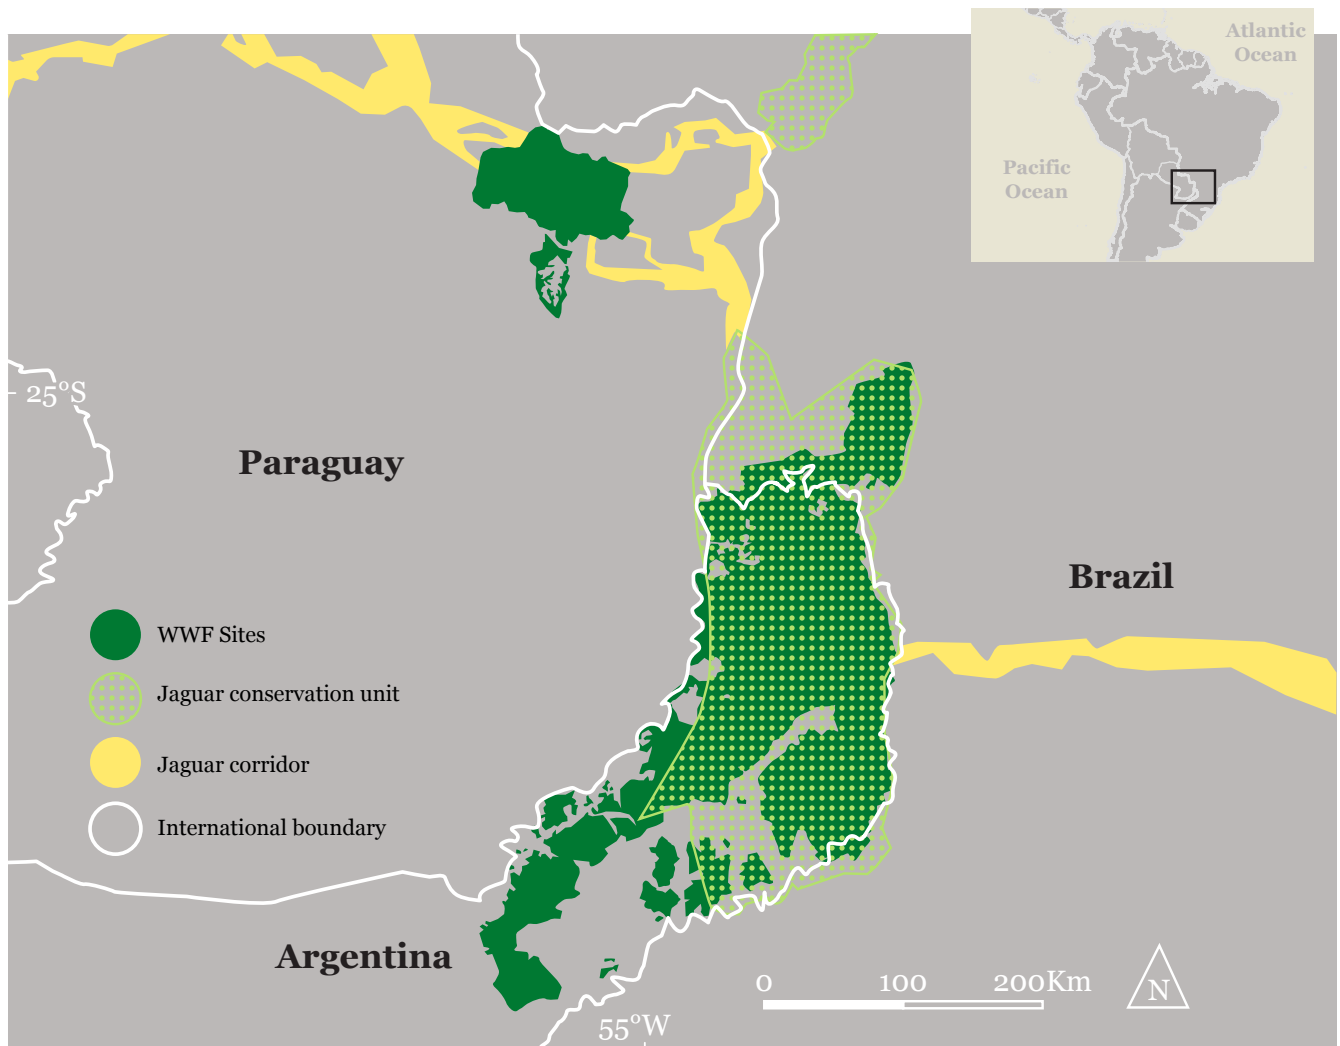 Atlantic
Ocean
Pacific
Ocean
25°S
Paraguay
Brazil
WWF Sites
Jaguar conservation unit
Jaguar corridor
International boundary
Argentina
0 100 200Km
N
55°W